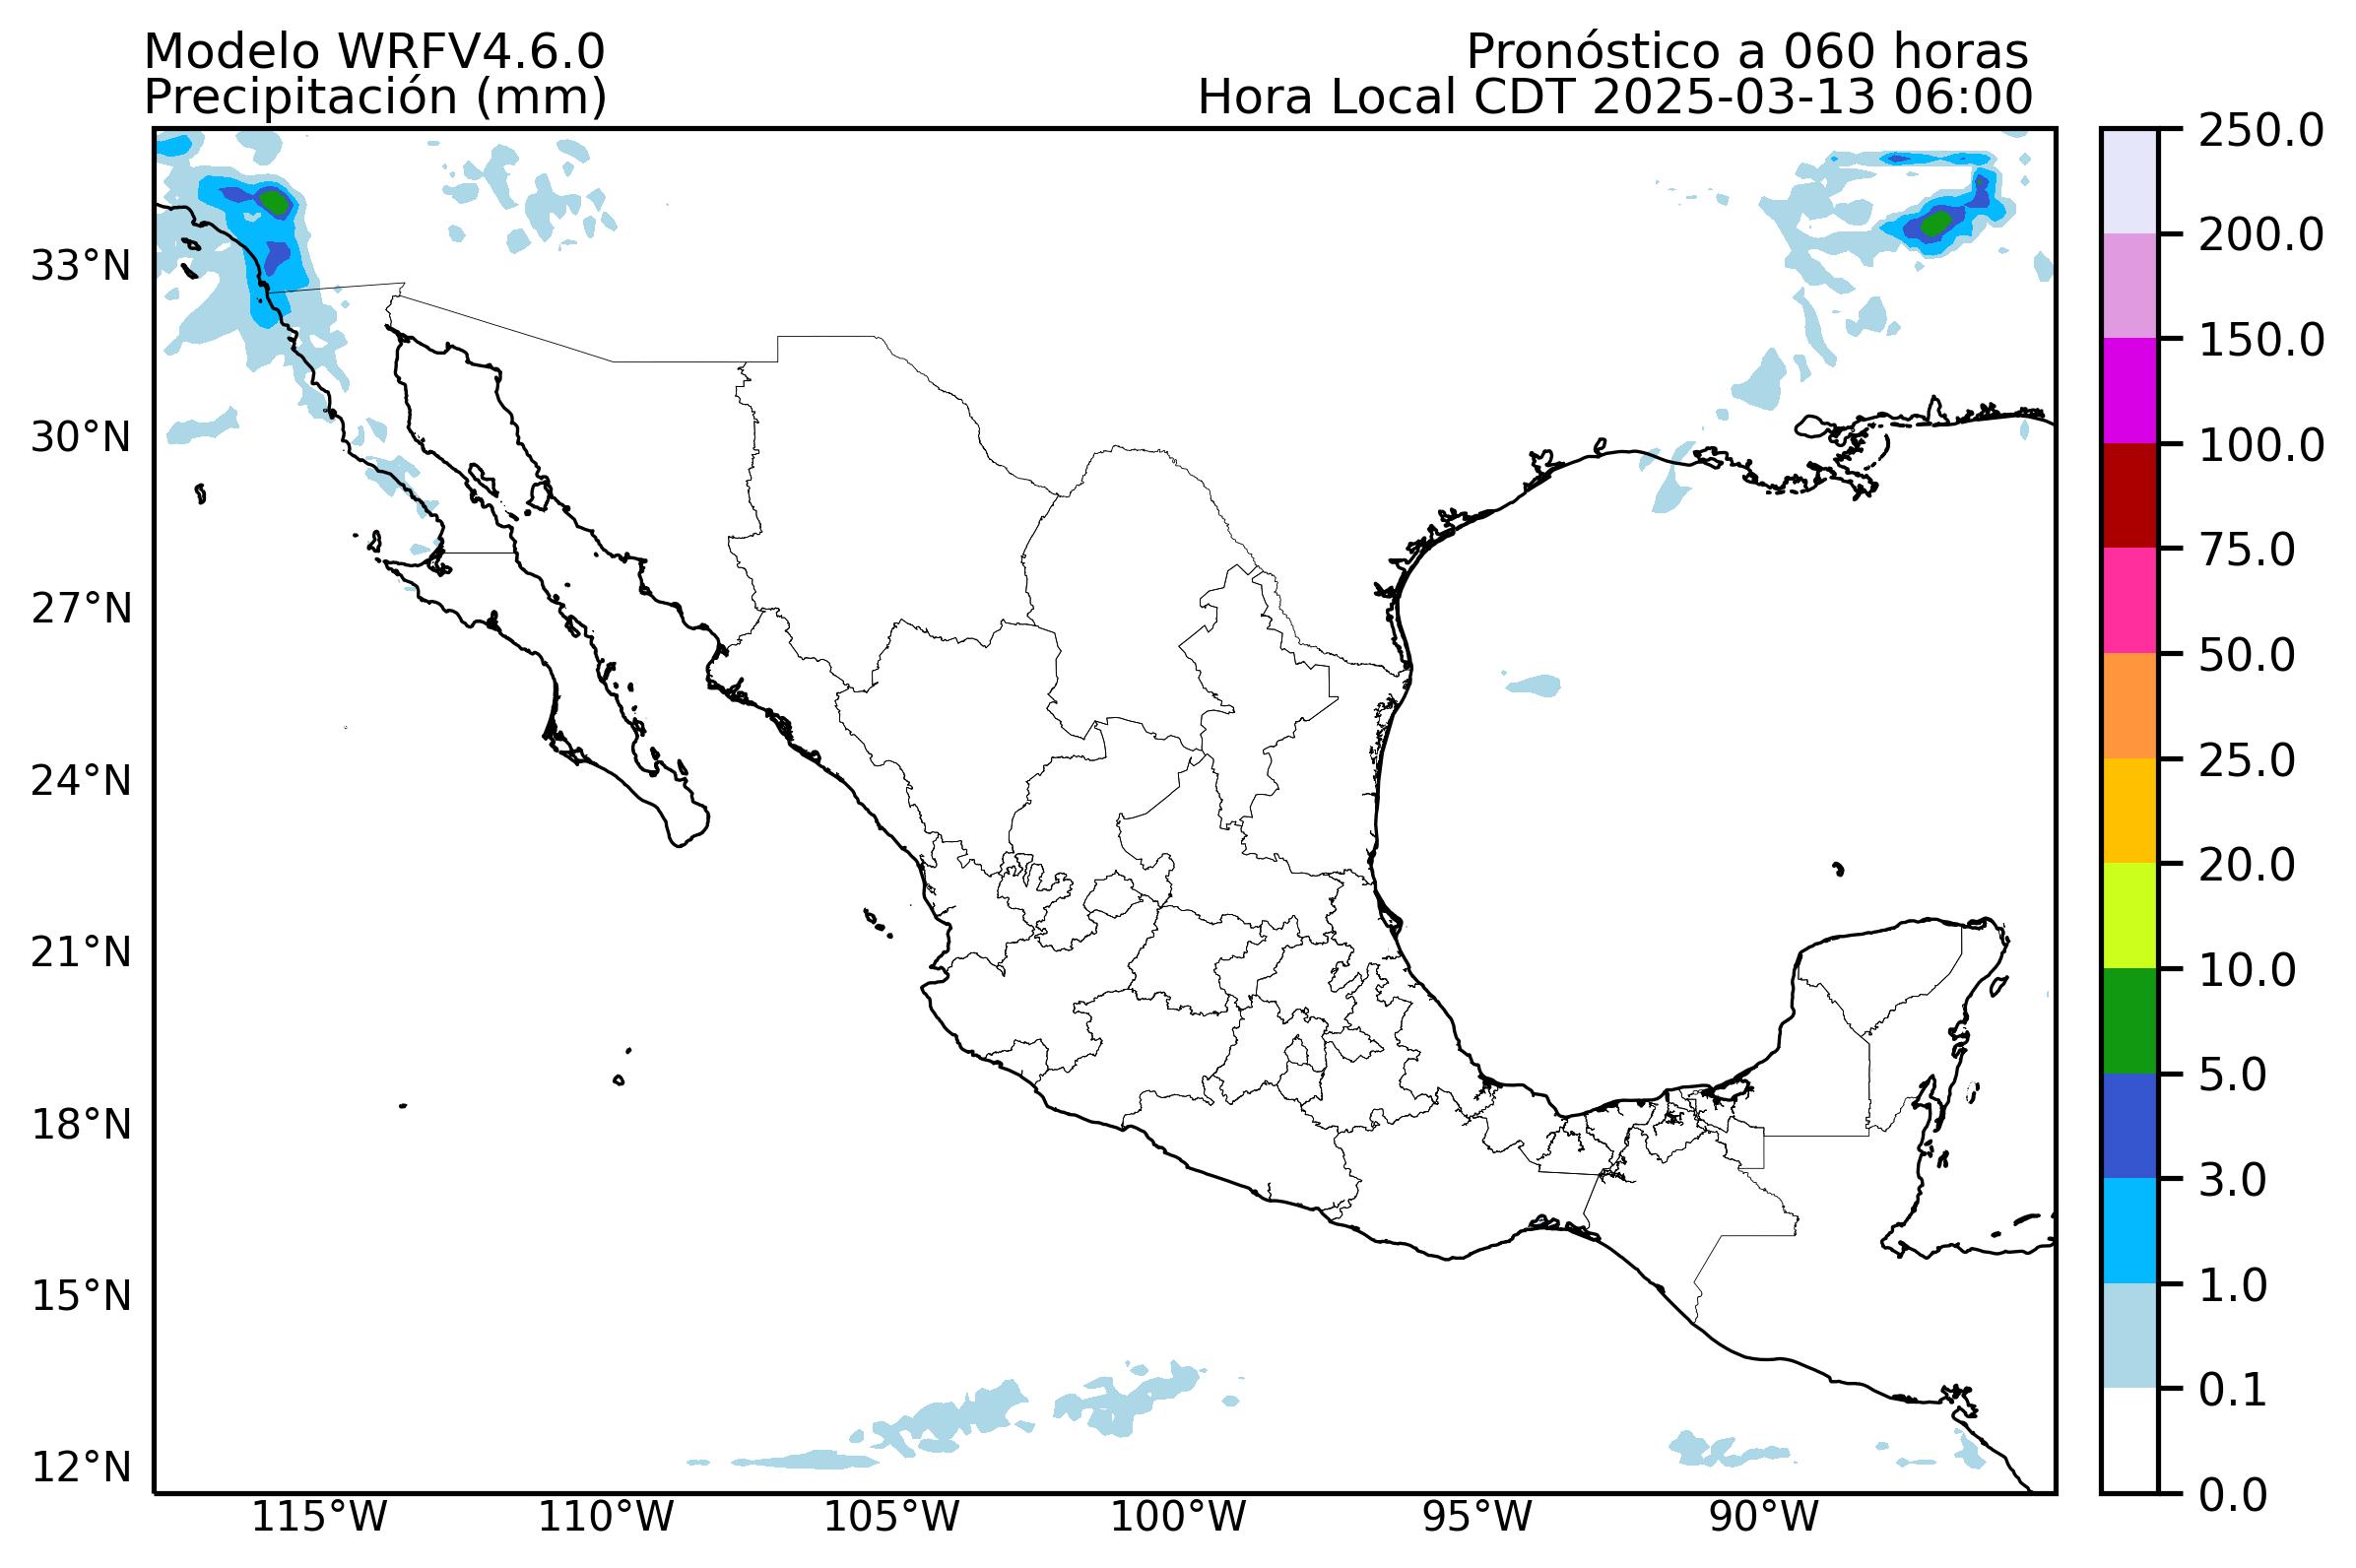 Modelo WRFV4.6.0
Precipitación (mm)
Pronóstico a 060 horas
Hora Local CDT 2025-03-13 06:00
33°N
30°N
27°N
24°N
21°N
18°N
15°N
12°N
115°W
110°W
105°W
100°W
95°W
90°W
250.0
200.0
150.0
100.0
75.0
50.0
25.0
20.0
10.0
5.0
3.0
1.0
0.1
0.0